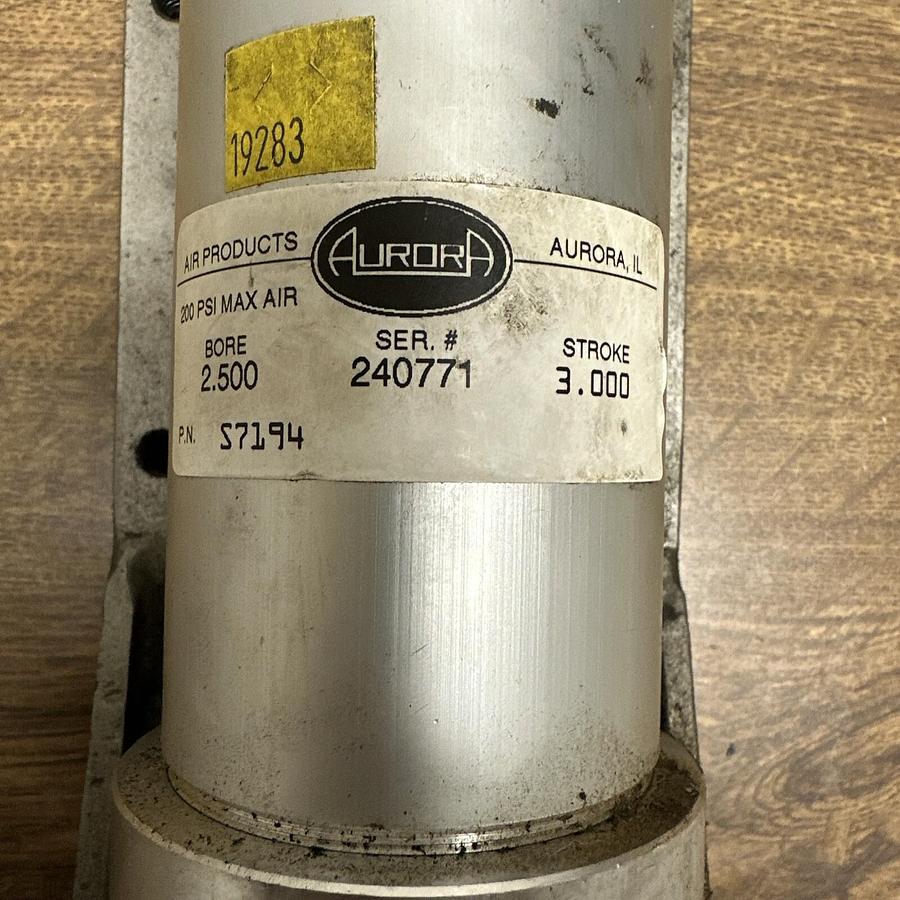 19283
AIR PRODUCTS
AURORA
AURORA, IL
200 PSI MAX AIR
BORE
2.500
SER. #
240771
STROKE
3.000
P.N. S7194